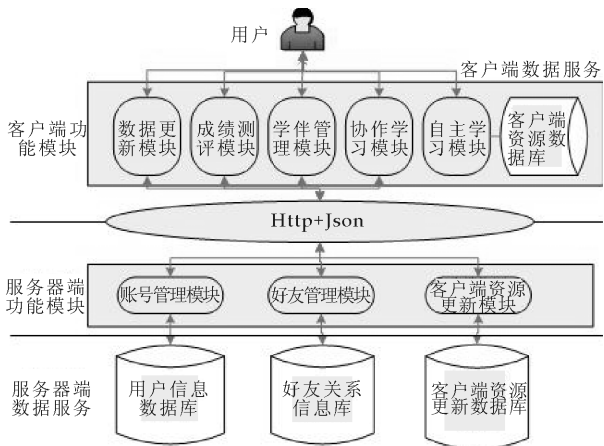 用户
客户端数据服务
客户端功
能模块
数据更
新模块
成绩测
评模块
学伴管
理模块
协作学
习模块
自主学
习模块
客户端
资源数
据库
Http+Json
服务器端
功能模块
账号管理模块
好友管理模块
客户端资源
更新模块
服务器端
数据服务
用户信息
数据库
好友关系
信息库
客户端资源
更新数据库